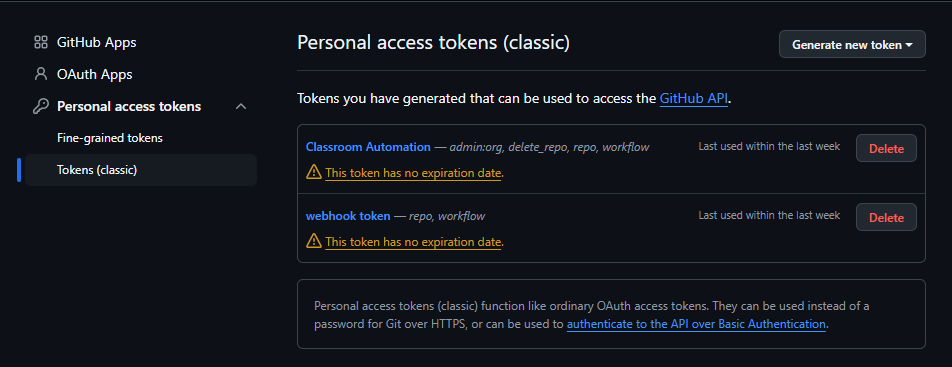 GitHub Apps
OAuth Apps
Personal access tokens
Fine-grained tokens
Tokens (classic)
Personal access tokens (classic)
Generate new token
Tokens you have generated that can be used to access the GitHub API.
Classroom Automation — admin:org, delete_repo, repo, workflow
Last used within the last week
Delete
This token has no expiration date.
webhook token — repo, workflow
Last used within the last week
Delete
This token has no expiration date.
Personal access tokens (classic) function like ordinary OAuth access tokens. They can be used instead of a
password for Git over HTTPS, or can be used to authenticate to the API over Basic Authentication.